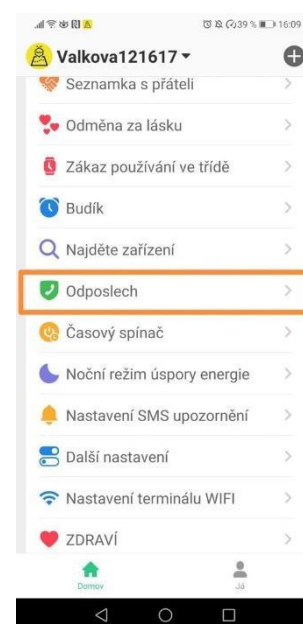 39 % 16:09
Valkova121617
Seznamka s přáteli
Odměna za lásku
Zákaz používání ve třídě
Budík
Najděte zařízení
Odposlech
Časový spínač
Noční režim úspory energie
Nastavení SMS upozornění
Další nastavení
Nastavení terminálu WIFI
ZDRAVÍ
Domov Já